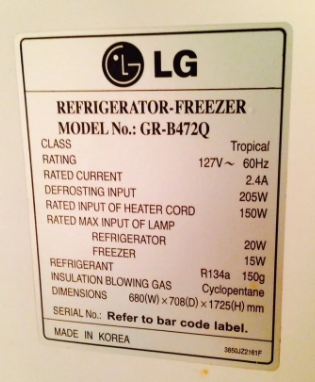 LG
REFRIGERATOR-FREEZER
MODEL No.: GR-B472Q
CLASS Tropical
RATING 127V~ 60Hz
RATED CURRENT 2.4A
DEFROSTING INPUT 205W
RATED INPUT OF HEATER CORD 150W
RATED MAX INPUT OF LAMP
REFRIGERATOR 20W
FREEZER 15W
REFRIGERANT R134a 150g
INSULATION BLOWING GAS Cyclopentane
DIMENSIONS 680(W) × 708(D) × 1725(H) mm
SERIAL No.: Refer to bar code label.
MADE IN KOREA 3850JZ2161F